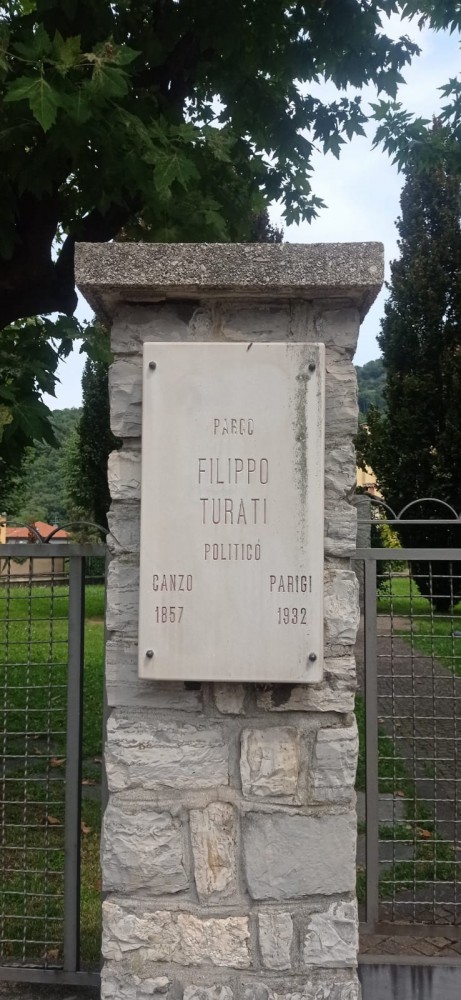 PARCO
FILIPPO
TURATI
POLITICO
CANZO PARIGI
1857 1932